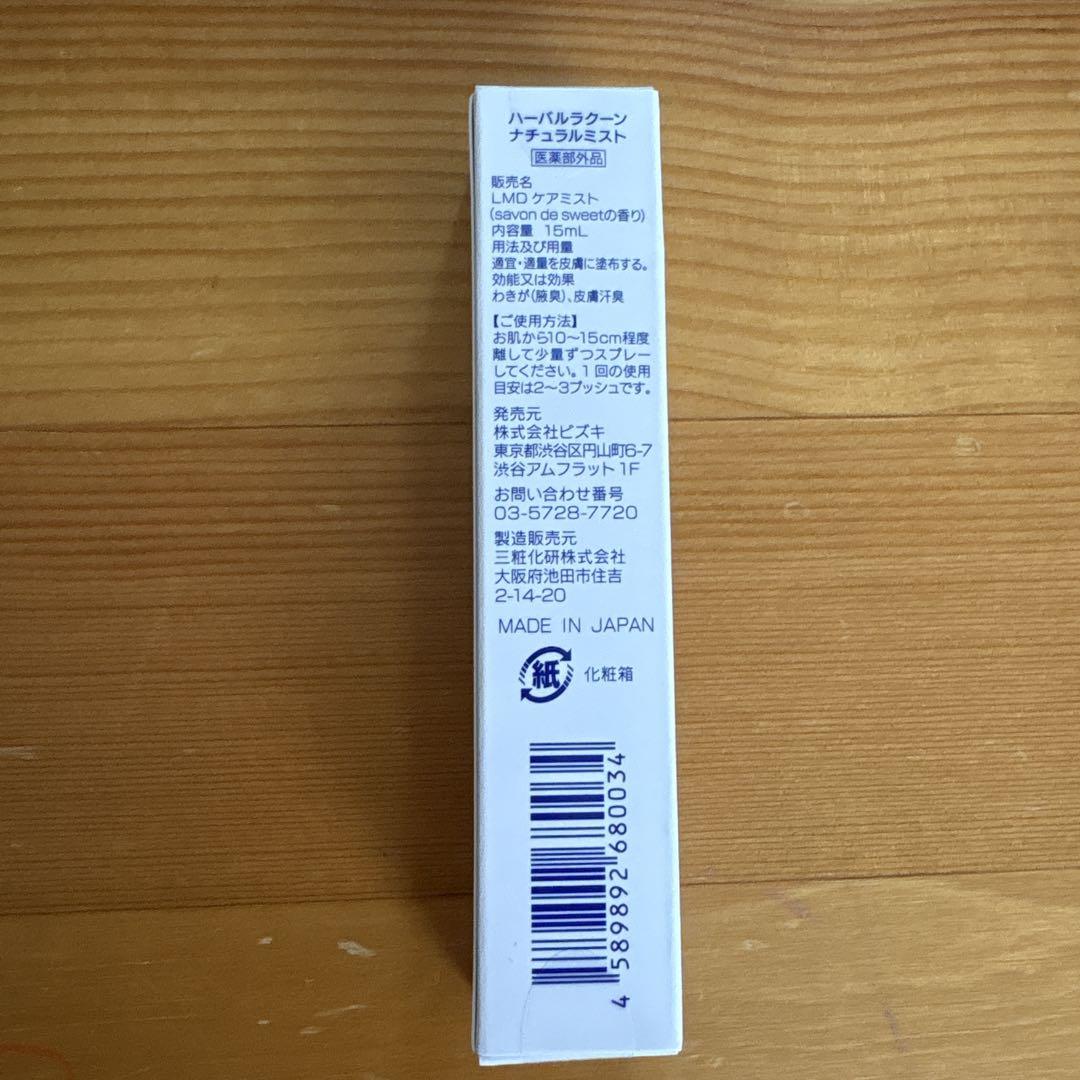 ハーバルラクーン
ナチュラルミスト
医薬部外品
販売名
LMD ケアミスト
(savon de sweetの香り)
内容量 15mL
用法及び用量
適宜・適量を皮膚に塗布する。
効能又は効果
わきが(腋臭)、皮膚汗臭
【ご使用方法】
お肌から10〜15cm程度
離して少量ずつスプレー
してください。1回の使用
目安は2〜3プッシュです。
発売元
株式会社ビズキ
東京都渋谷区円山町6-7
渋谷アムフラット1F
お問い合わせ番号
03-5728-7720
製造販売元
三粧化研株式会社
大阪府池田市住吉
2-14-20
MADE IN JAPAN
紙 化粧箱
4 589892 680034